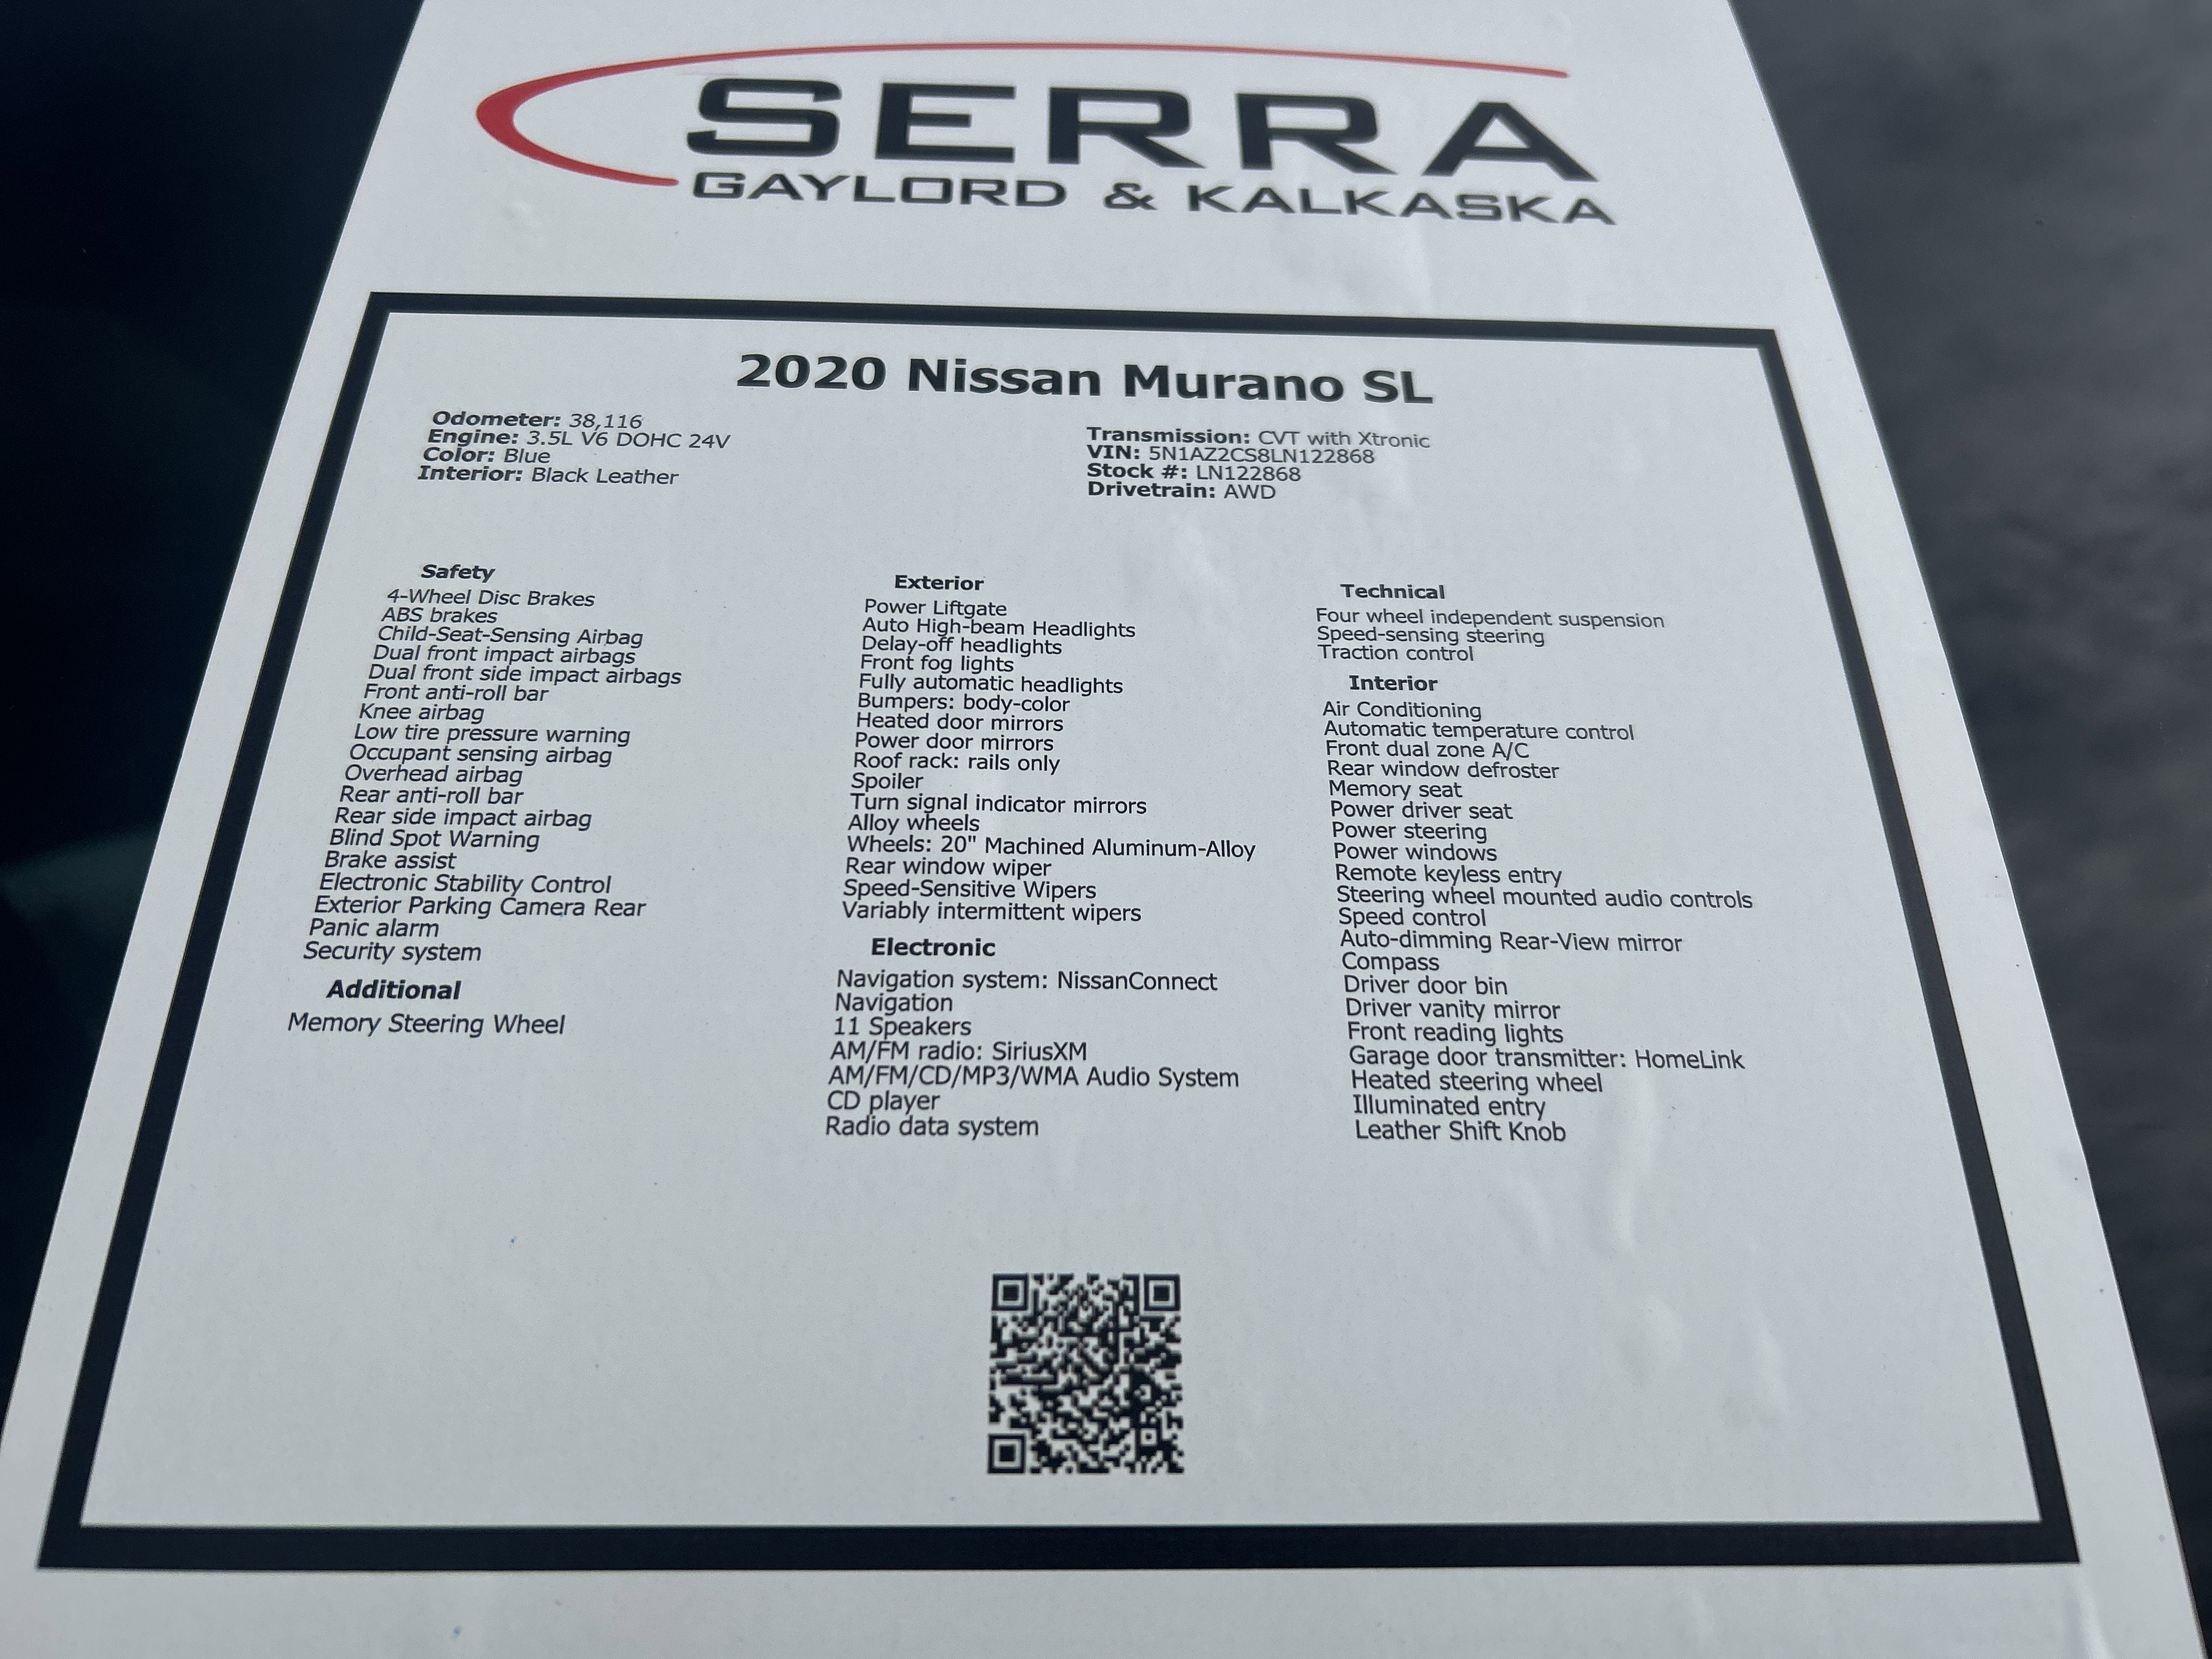 SERRA
GAYLORD & KALKASKA
2020 Nissan Murano SL
Odometer: 38,116
Engine: 3.5L V6 DOHC 24V
Color: Blue
Interior: Black Leather
Transmission: CVT with Xtronic
VIN: 5N1AZ2CS8LN122868
Stock #: LN122868
Drivetrain: AWD
Safety
4-Wheel Disc Brakes
ABS brakes
Child-Seat-Sensing Airbag
Dual front impact airbags
Dual front side impact airbags
Front anti-roll bar
Knee airbag
Low tire pressure warning
Occupant sensing airbag
Overhead airbag
Rear anti-roll bar
Rear side impact airbag
Blind Spot Warning
Brake assist
Electronic Stability Control
Exterior Parking Camera Rear
Panic alarm
Security system
Additional
Memory Steering Wheel
Exterior
Power Liftgate
Auto High-beam Headlights
Delay-off headlights
Front fog lights
Fully automatic headlights
Bumpers: body-color
Heated door mirrors
Power door mirrors
Roof rack: rails only
Spoiler
Turn signal indicator mirrors
Alloy wheels
Wheels: 20" Machined Aluminum-Alloy
Rear window wiper
Speed-Sensitive Wipers
Variably intermittent wipers
Electronic
Navigation system: NissanConnect
Navigation
11 Speakers
AM/FM radio: SiriusXM
AM/FM/CD/MP3/WMA Audio System
CD player
Radio data system
Technical
Four wheel independent suspension
Speed-sensing steering
Traction control
Interior
Air Conditioning
Automatic temperature control
Front dual zone A/C
Rear window defroster
Memory seat
Power driver seat
Power steering
Power windows
Remote keyless entry
Steering wheel mounted audio controls
Speed control
Auto-dimming Rear-View mirror
Compass
Driver door bin
Driver vanity mirror
Front reading lights
Garage door transmitter: HomeLink
Heated steering wheel
Illuminated entry
Leather Shift Knob